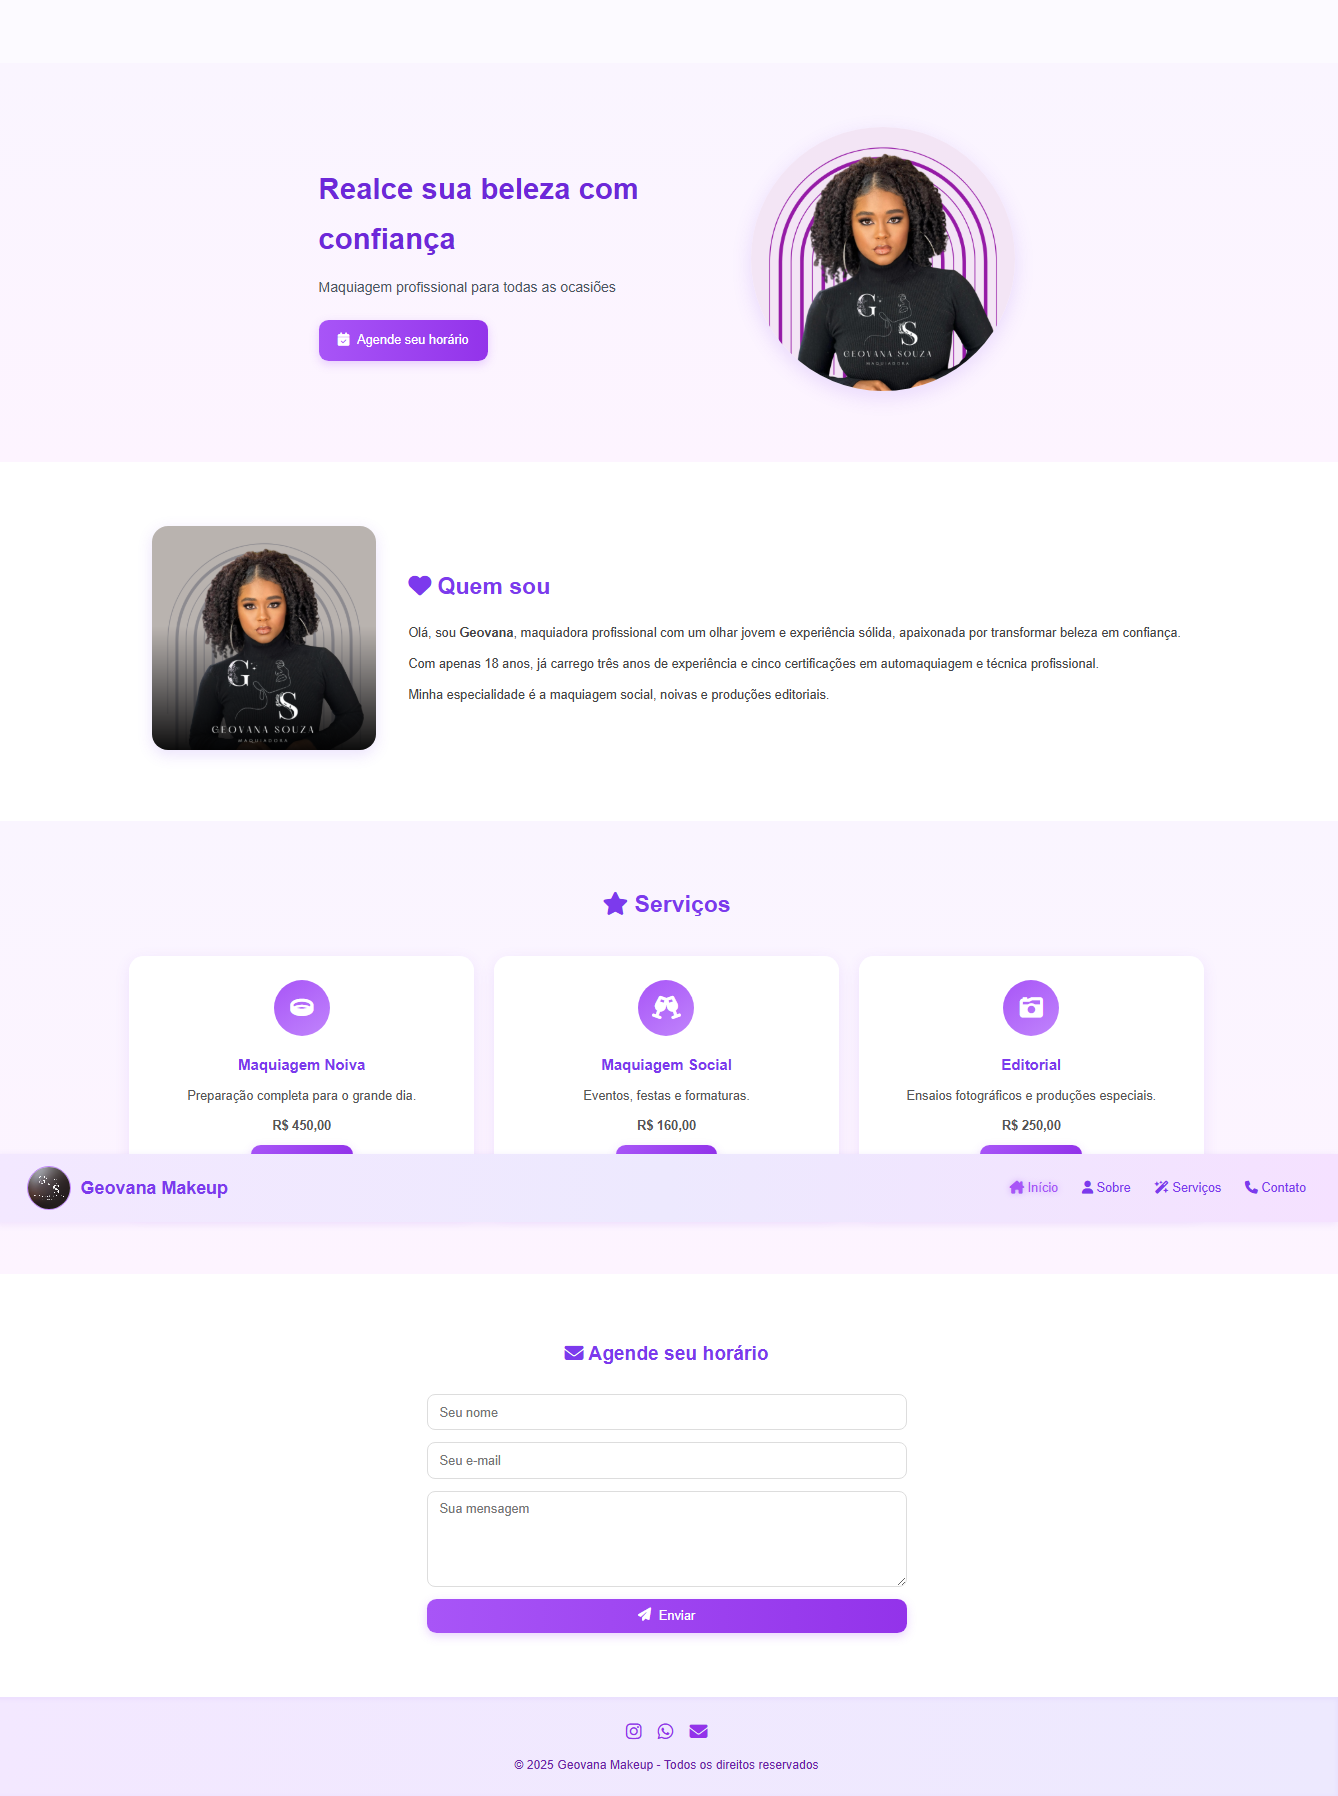 Realce sua beleza com
confiança
Maquiagem profissional para todas as ocasiões
Agende seu horário
G
S
GEOVANA SOUZA
MAQUIADORA
Quem sou
Olá, sou Geovana, maquiadora profissional com um olhar jovem e experiência sólida, apaixonada por transformar beleza em confiança.
Com apenas 18 anos, já carrego três anos de experiência e cinco certificações em automaquiagem e técnica profissional.
Minha especialidade é a maquiagem social, noivas e produções editoriais.
G
S
GEOVANA SOUZA
MAQUIADORA
Serviços
Maquiagem Noiva
Preparação completa para o grande dia.
R$ 450,00
Maquiagem Social
Eventos, festas e formaturas.
R$ 160,00
Editorial
Ensaios fotográficos e produções especiais.
R$ 250,00
Geovana Makeup
Início
Sobre
Serviços
Contato
Agende seu horário
Seu nome
Seu e-mail
Sua mensagem
Enviar
© 2025 Geovana Makeup - Todos os direitos reservados